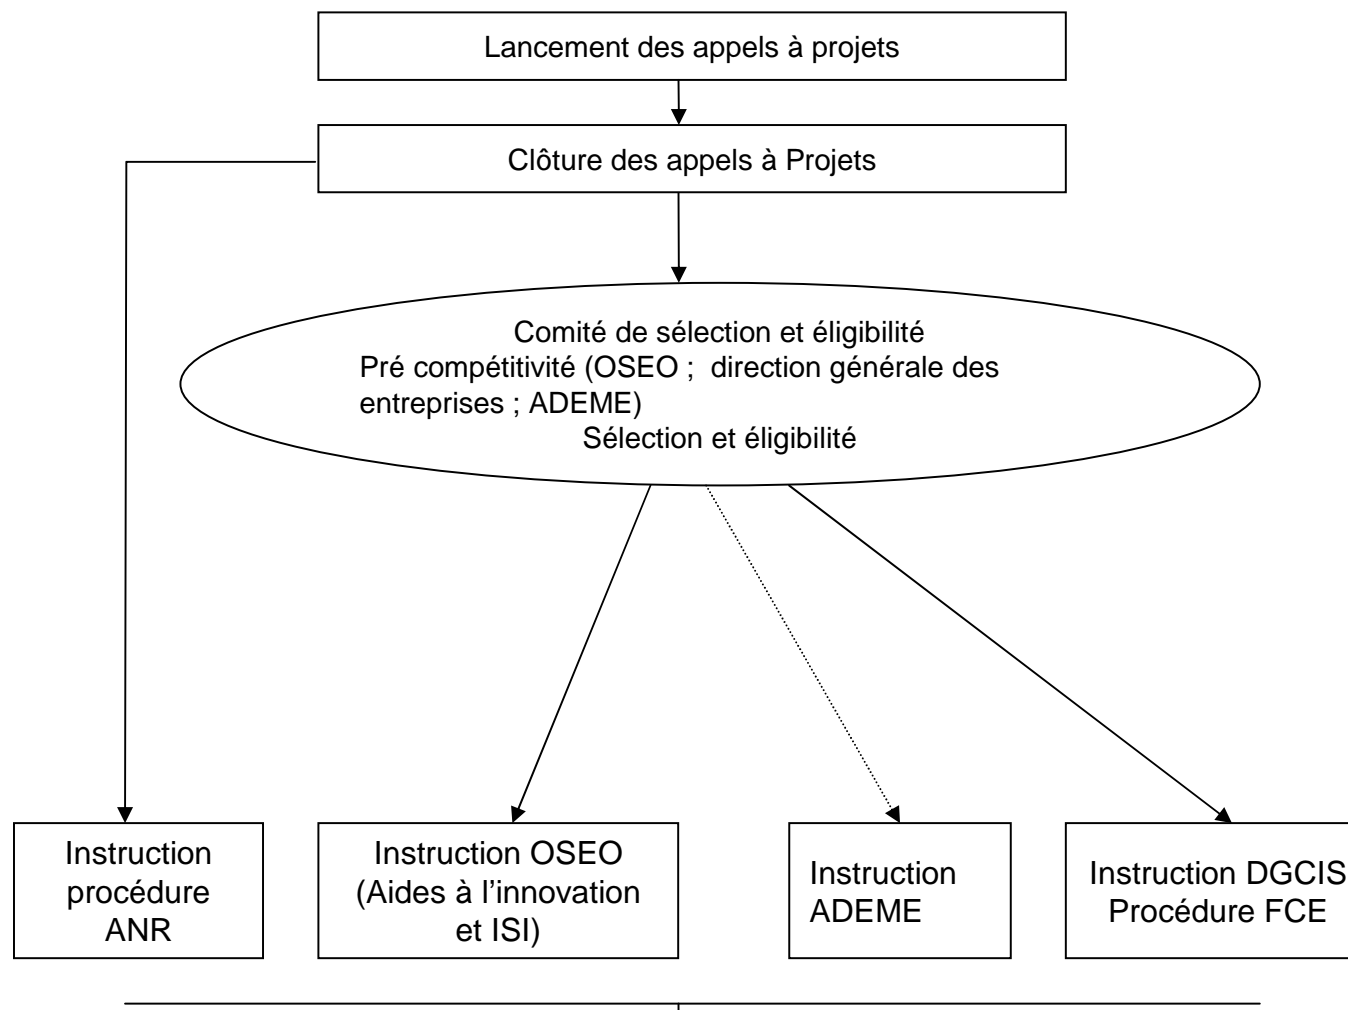 Lancement des appels à projets
Clôture des appels à Projets
Comité de sélection et éligibilité
Pré compétitivité (OSEO ;  direction générale des
entreprises ; ADEME)
Sélection et éligibilité
Instruction
procédure
ANR
Instruction OSEO
(Aides à l’innovation
et ISI)
Instruction
ADEME
Instruction DGCIS
Procédure FCE